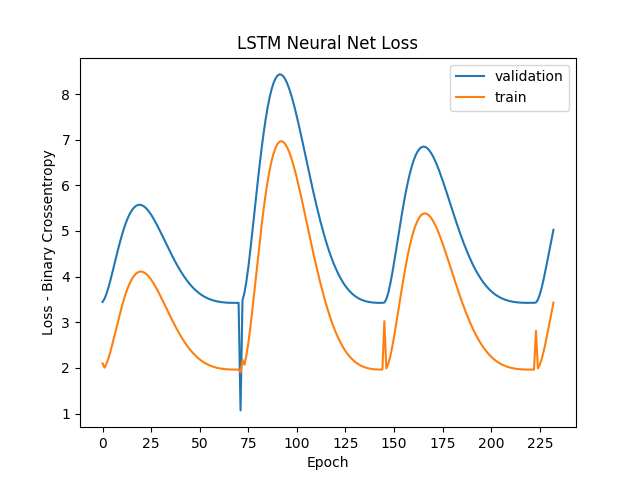 LSTM Neural Net Loss
validation
train
Loss - Binary Crossentropy
8
7
6
5
4
3
2
1
0 25 50 75 100 125 150 175 200 225
Epoch